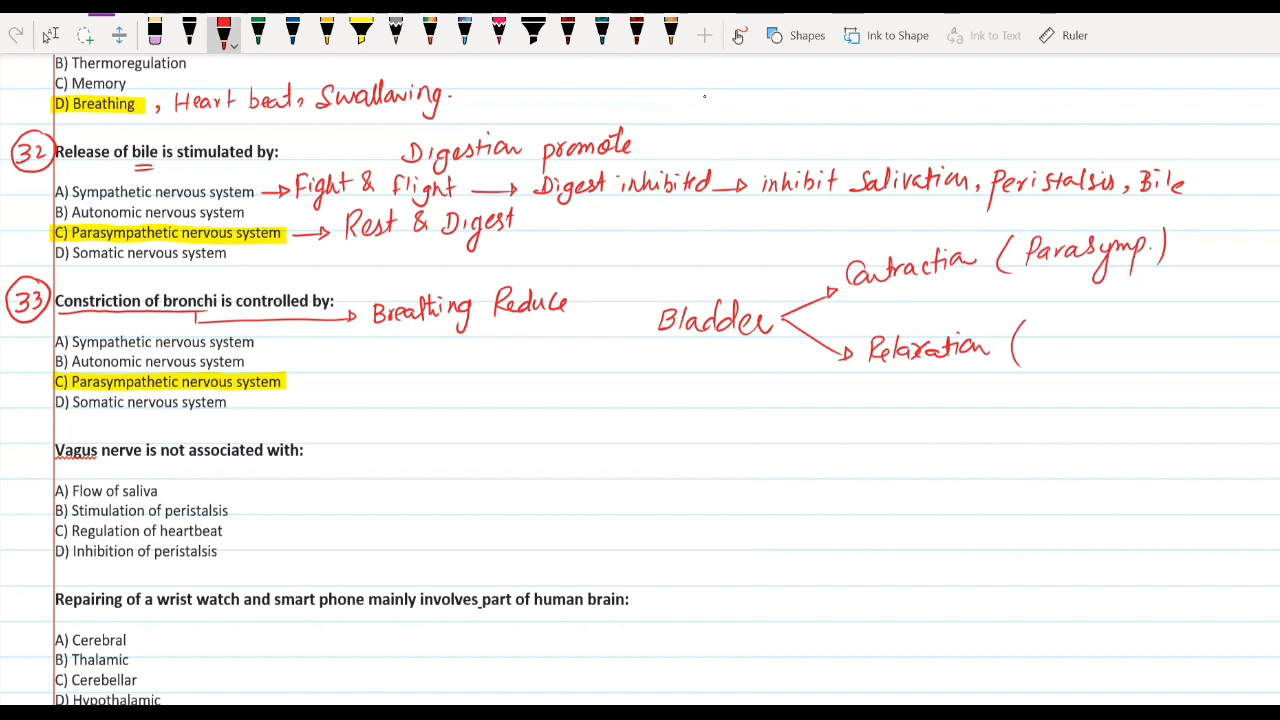 Shapes
Ink to Shape
Ink to Text
Ruler
B) Thermoregulation
C) Memory
D) Breathing , Heart beat, Swallawing.
32 Release of bile is stimulated by:
Digestian promote
A) Sympathetic nervous system → Fight & flight → Digest inhibited → inhibit Salivation, Peristalsis, Bile
B) Autonomic nervous system
C) Parasympathetic nervous system → Rest & Digest
D) Somatic nervous system
33 Constriction of bronchi is controlled by: → Breathing Reduce
Bladder
Contraction (Parasymp.)
Relaxation (
A) Sympathetic nervous system
B) Autonomic nervous system
C) Parasympathetic nervous system
D) Somatic nervous system
Vagus nerve is not associated with:
A) Flow of saliva
B) Stimulation of peristalsis
C) Regulation of heartbeat
D) Inhibition of peristalsis
Repairing of a wrist watch and smart phone mainly involves part of human brain:
A) Cerebral
B) Thalamic
C) Cerebellar
D) Hypothalamic